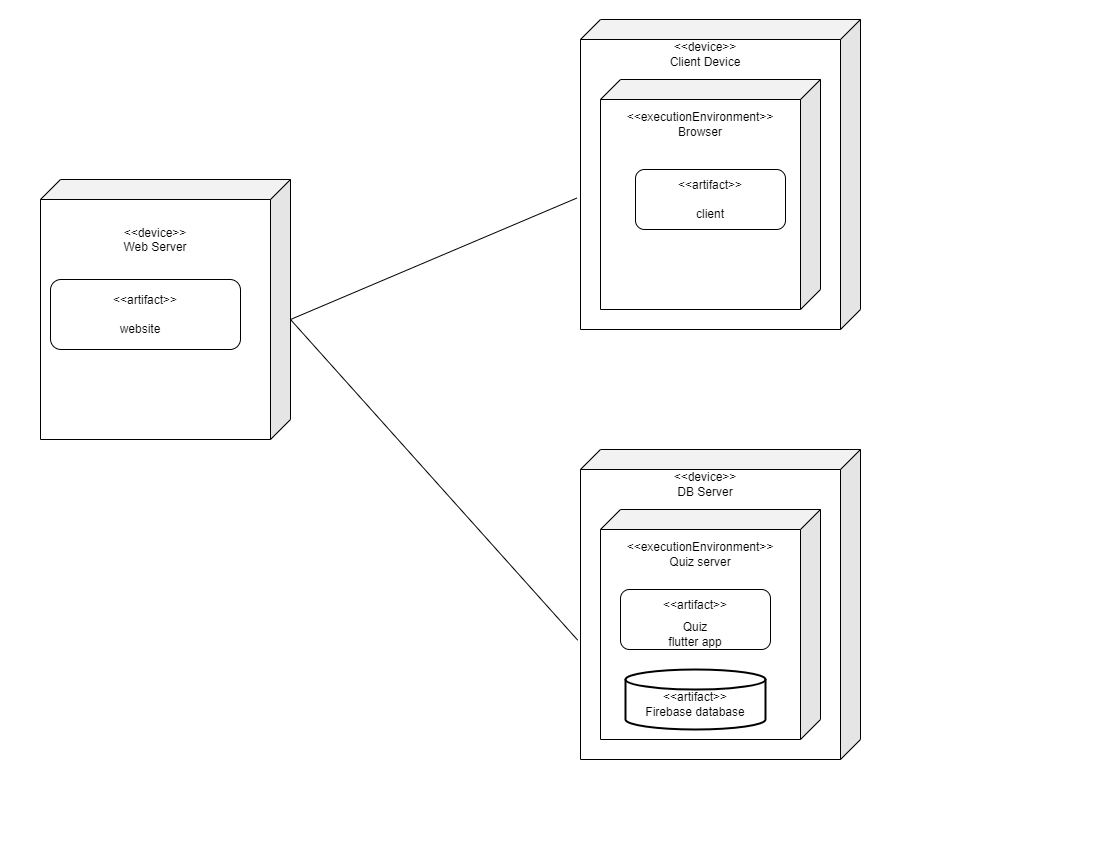 <<device>>
Client Device
<<executionEnvironment>>
Browser
<<artifact>>
client
<<device>>
Web Server
<<artifact>>
website
<<device>>
DB Server
<<executionEnvironment>>
Quiz server
<<artifact>>
Quiz
flutter app
<<artifact>>
Firebase database